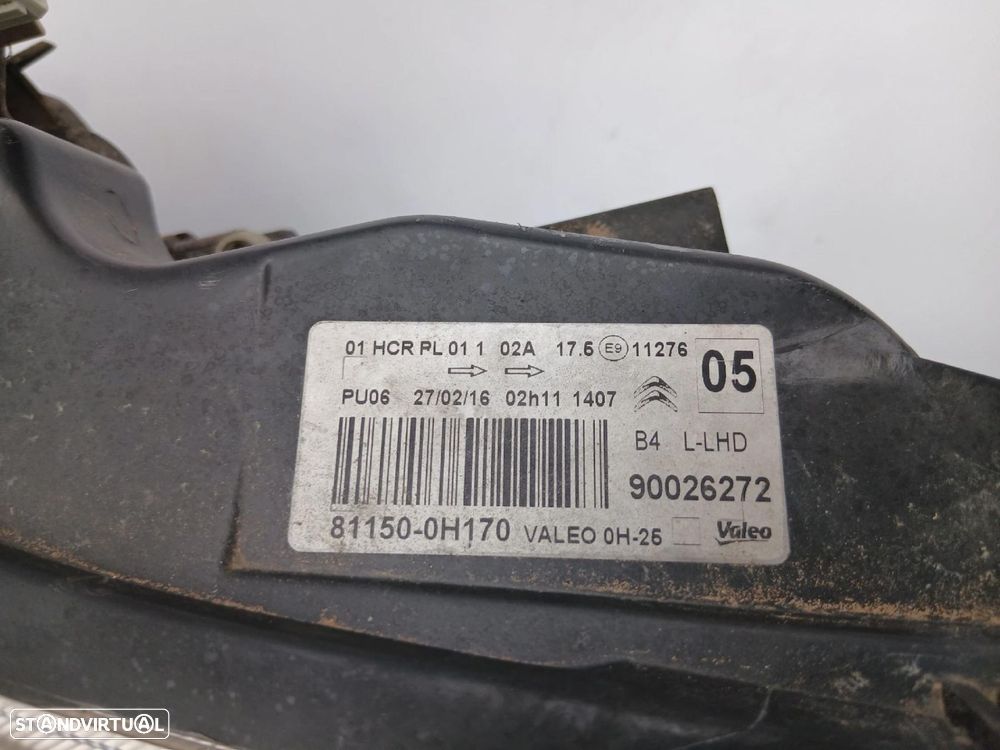 01 HCR PL 01 1 02A 17.5 E9 11276
05
PU06 27/02/16 02h11 1407
B4 L-LHD
90026272
81150-0H170 VALEO 0H-26 Valeo
STANDVIRTUAL